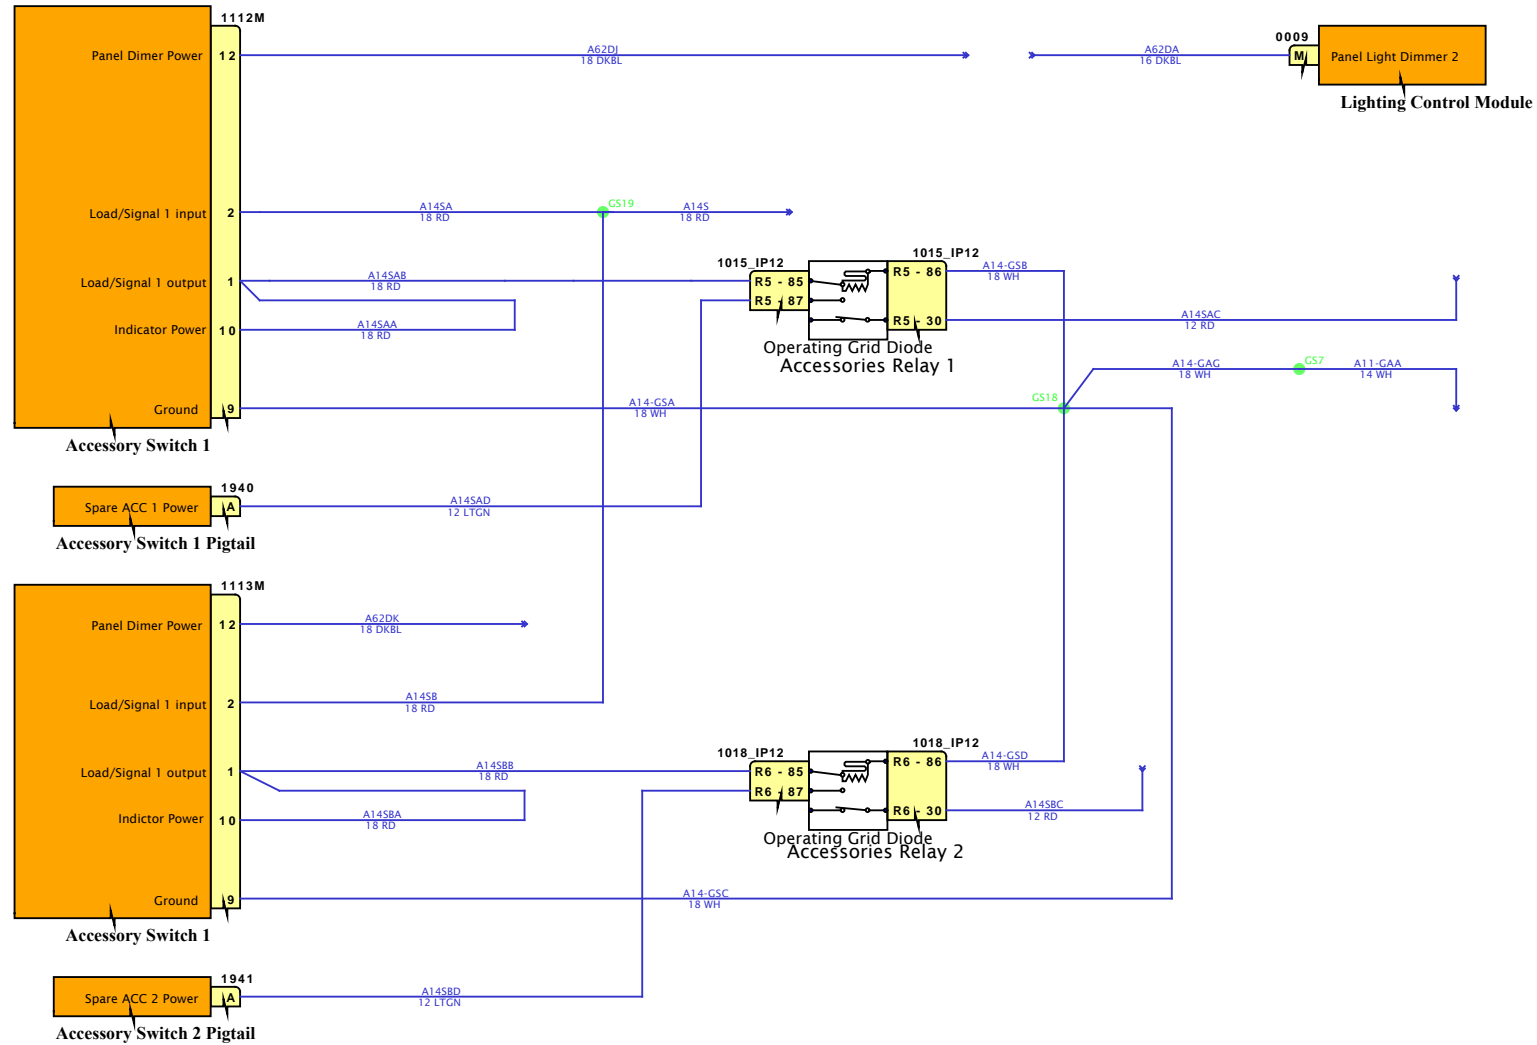 1112M
Panel Dimer Power 12
A62DJ
18 DKBL
A62DA
16 DKBL
0009
M Panel Light Dimmer 2
Lighting Control Module
Load/Signal 1 input 2
A14SA
18 RD
GS19
A14S
18 RD
Load/Signal 1 output 1
A14SAB
18 RD
Indicator Power 10
A14SAA
18 RD
1015_IP12
R5 - 85
R5 - 87
1015_IP12
R5 - 86
R5 - 30
Operating Grid Diode
Accessories Relay 1
A14-GSB
18 WH
A14SAC
12 RD
A14-GAG
18 WH
GS7
A11-GAA
14 WH
GS18
Ground 9
A14-GSA
18 WH
Accessory Switch 1
1940
Spare ACC 1 Power A
A14SAD
12 LTGN
Accessory Switch 1 Pigtail
1113M
Panel Dimer Power 12
A62DK
18 DKBL
Load/Signal 1 input 2
A14SB
18 RD
Load/Signal 1 output 1
A14SBB
18 RD
Indictor Power 10
A14SBA
18 RD
1018_IP12
R6 - 85
R6 - 87
1018_IP12
R6 - 86
R6 - 30
Operating Grid Diode
Accessories Relay 2
A14-GSD
18 WH
A14SBC
12 RD
Ground 9
A14-GSC
18 WH
Accessory Switch 1
1941
Spare ACC 2 Power A
A14SBD
12 LTGN
Accessory Switch 2 Pigtail